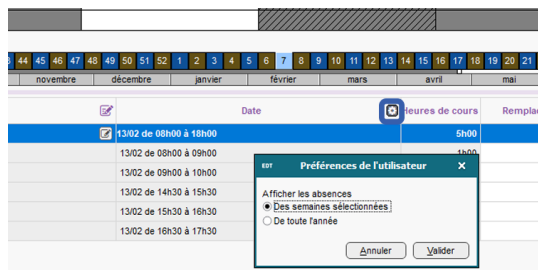 44 45 46 47 48 49 50 51 52 1 2 3 4 5 6 7 8 9 10 11 12 13 14 15 16 17 18 19 20 21
novembre décembre janvier février mars avril mai
Date Heures de cours
13/02 de 08h00 à 18h00 5h00
13/02 de 08h00 à 09h00 1h00
13/02 de 09h00 à 10h00
13/02 de 14h30 à 15h30
13/02 de 15h30 à 16h30
13/02 de 16h30 à 17h30
EDT Préférences de l'utilisateur
Afficher les absences
Des semaines sélectionnées
De toute l'année
Annuler Valider